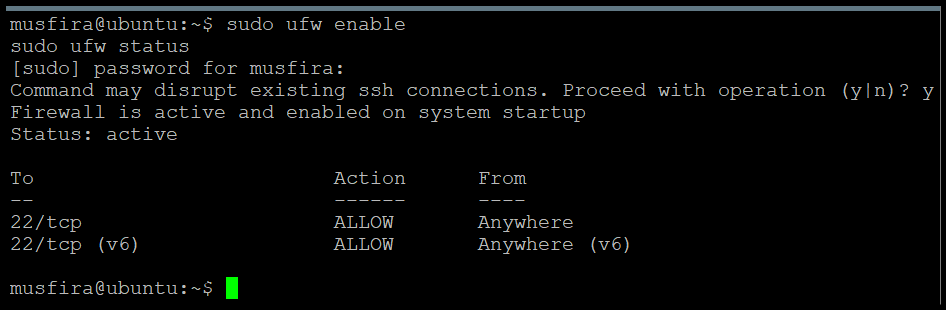 musfira@ubuntu:~$ sudo ufw enable
sudo ufw status
[sudo] password for musfira:
Command may disrupt existing ssh connections. Proceed with operation (y|n)? y
Firewall is active and enabled on system startup
Status: active
To                         Action      From
--                         ------      ----
22/tcp                     ALLOW       Anywhere
22/tcp (v6)                ALLOW       Anywhere (v6)
musfira@ubuntu:~$